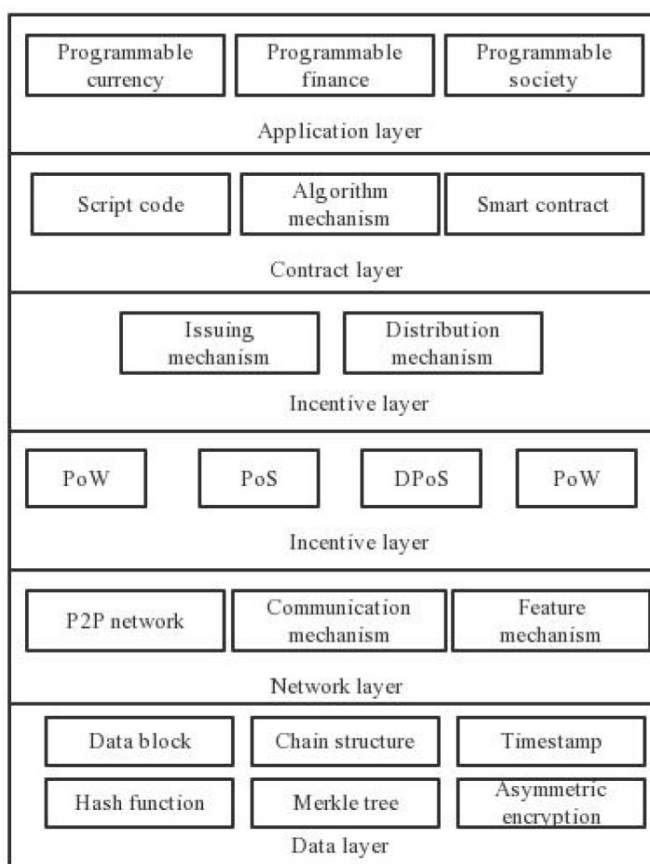 Programmable currency
Programmable finance
Programmable society
Application layer
Script code
Algorithm mechanism
Smart contract
Contract layer
Issuing mechanism
Distribution mechanism
Incentive layer
PoW
PoS
DPoS
PoW
Incentive layer
P2P network
Communication mechanism
Feature mechanism
Network layer
Data block
Chain structure
Timestamp
Hash function
Merkle tree
Asymmetric encryption
Data layer